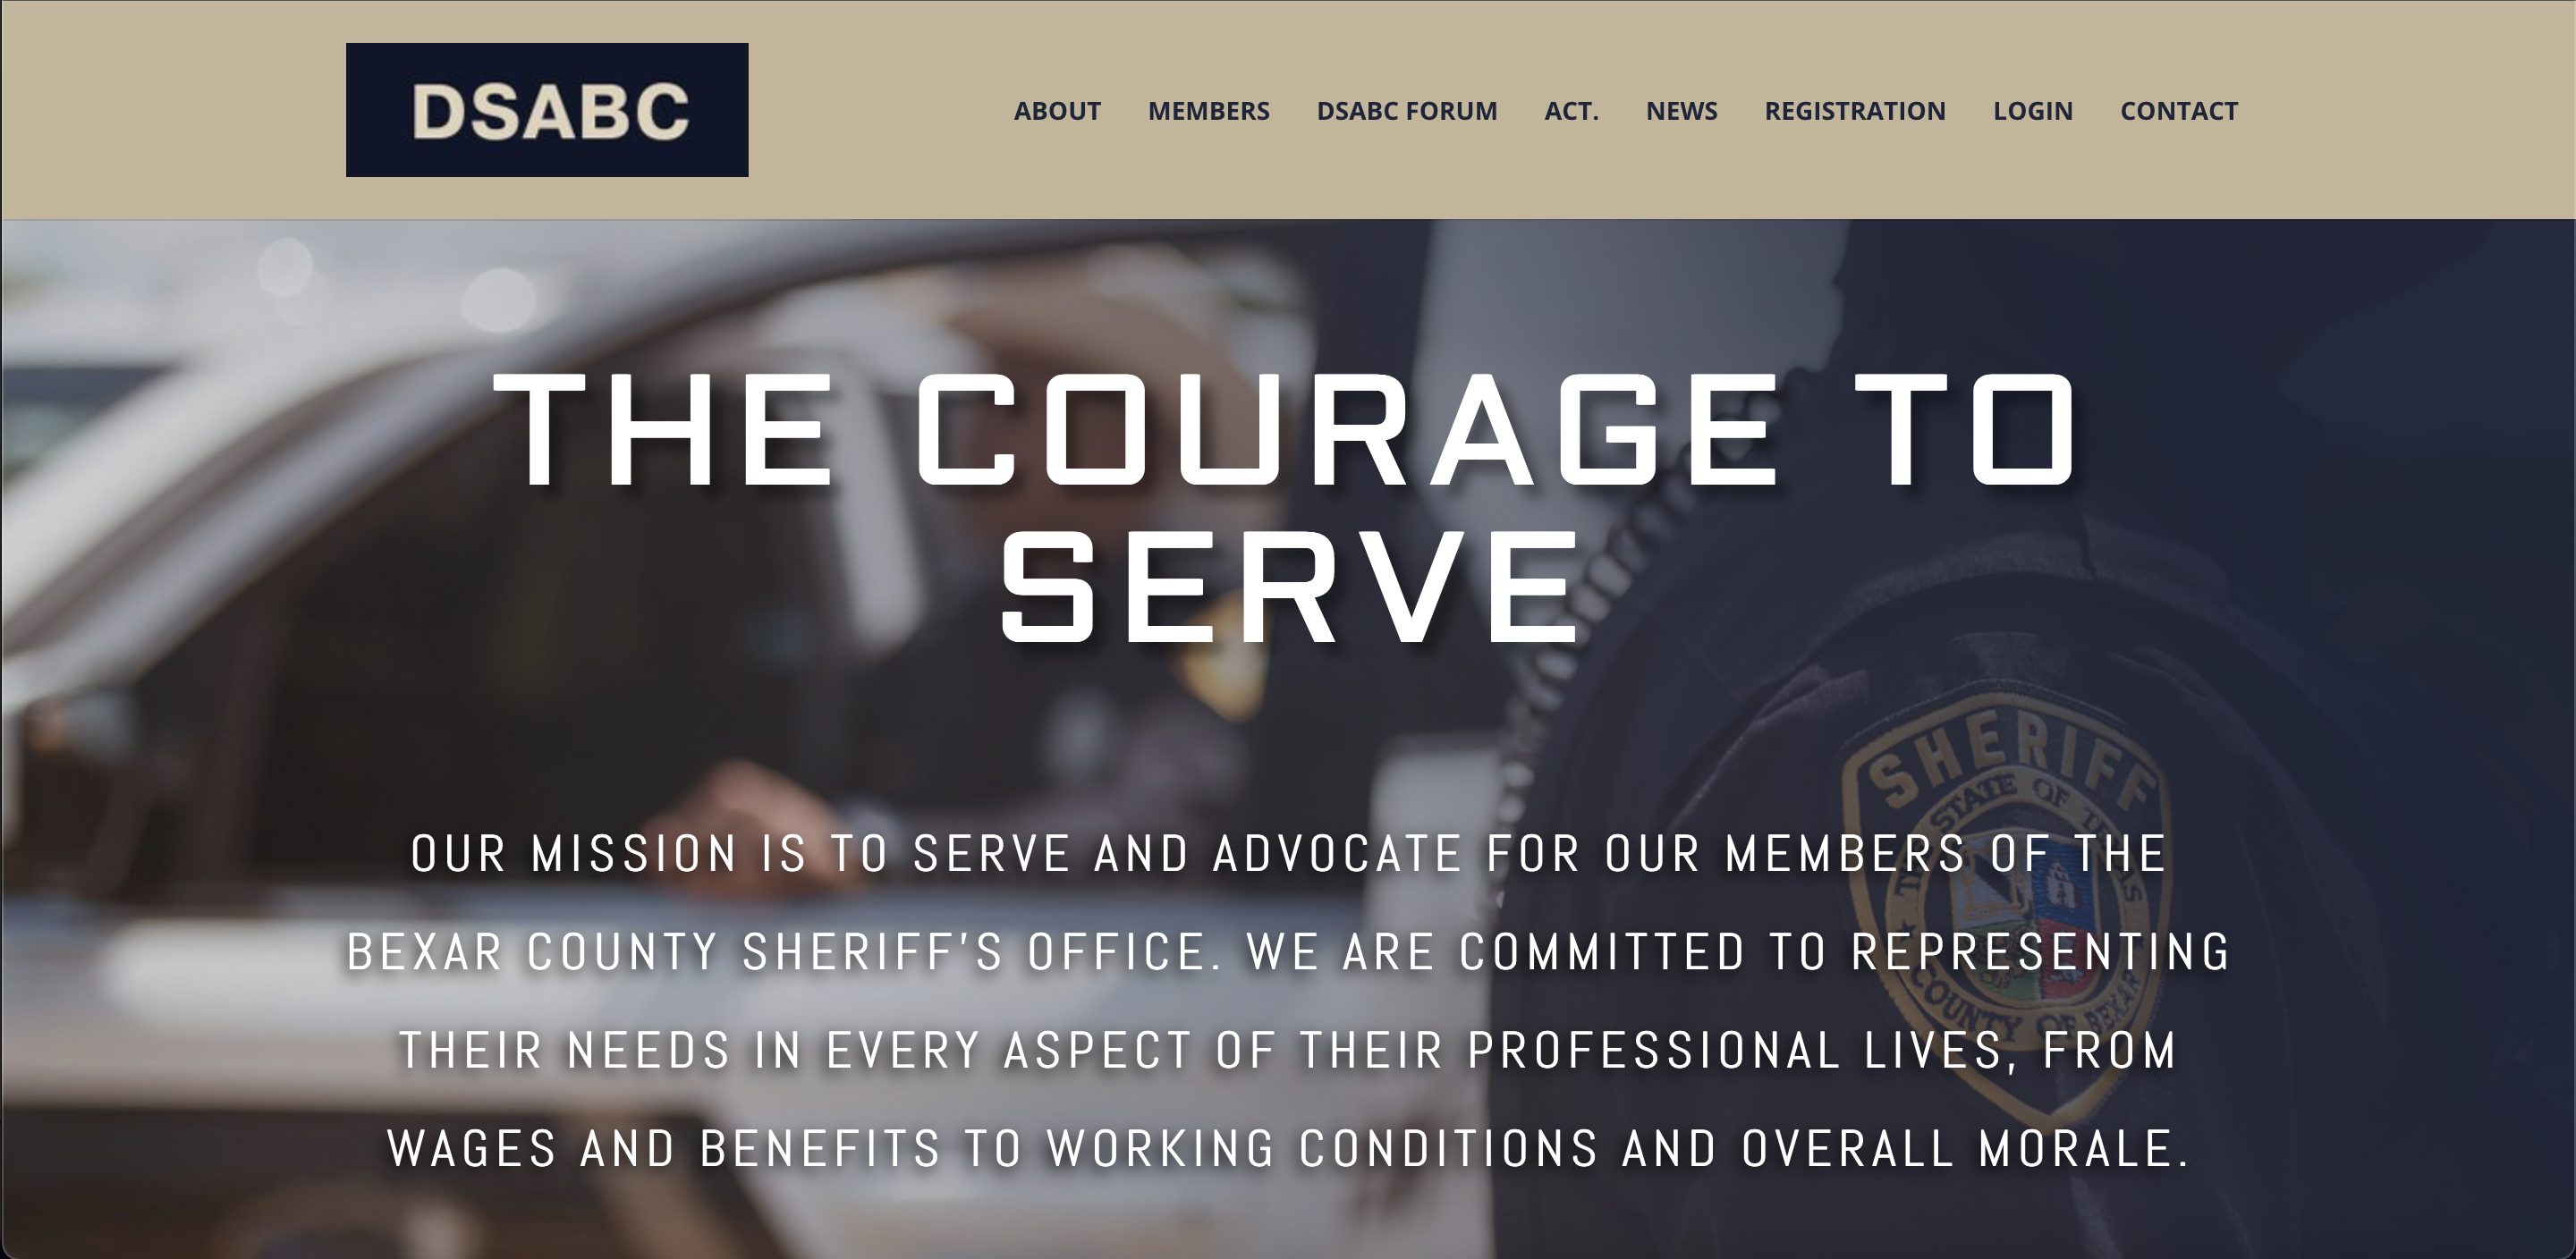 DSABC
ABOUT MEMBERS DSABC FORUM ACT. NEWS REGISTRATION LOGIN CONTACT
THE COURAGE TO
SERVE
OUR MISSION IS TO SERVE AND ADVOCATE FOR OUR MEMBERS OF THE
BEXAR COUNTY SHERIFF'S OFFICE. WE ARE COMMITTED TO REPRESENTING
THEIR NEEDS IN EVERY ASPECT OF THEIR PROFESSIONAL LIVES, FROM
WAGES AND BENEFITS TO WORKING CONDITIONS AND OVERALL MORALE.
SHERIFF
THE STATE OF TEXAS
COUNTY OF BEXAR